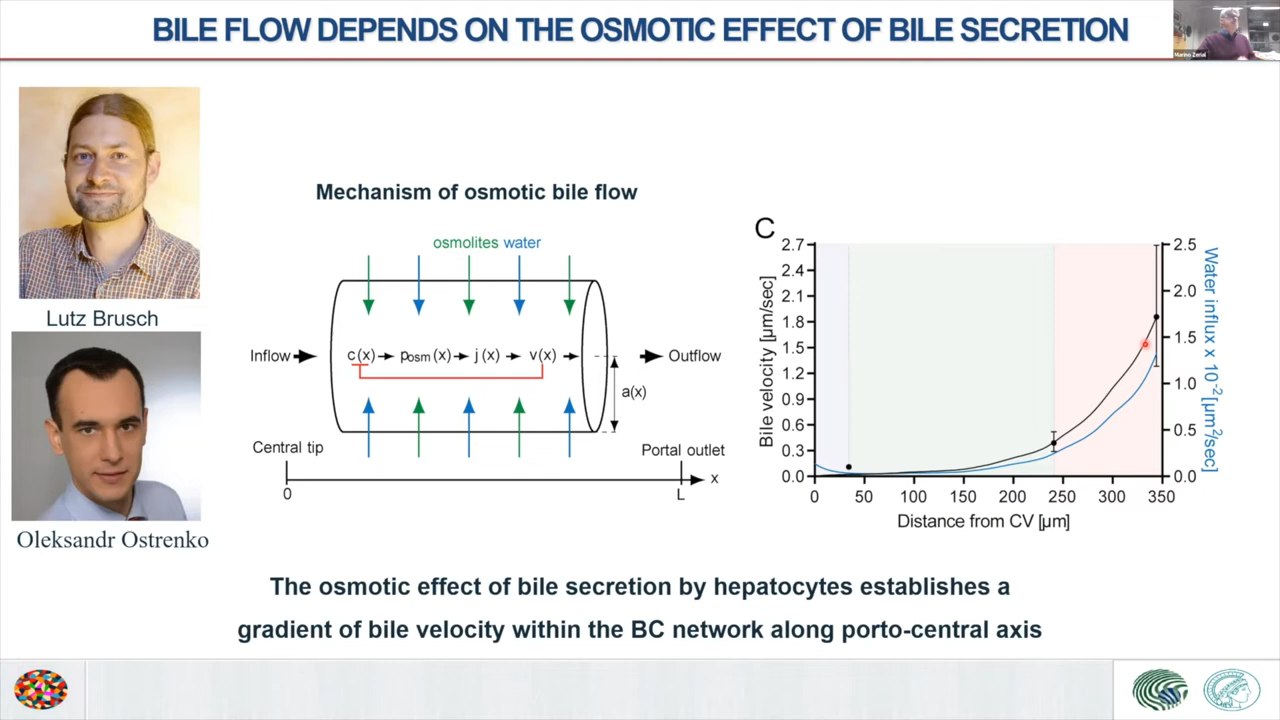 BILE FLOW DEPENDS ON THE OSMOTIC EFFECT OF BILE SECRETION
Marino Zerial
Lutz Brusch
Oleksandr Ostrenko
Mechanism of osmotic bile flow
osmolites water
Inflow
c(x) posm(x) j(x) v(x)
Outflow
a(x)
Central tip
Portal outlet
0
L
x
C
Bile velocity [µm/sec]
2.7
2.4
2.1
1.8
1.5
1.2
0.9
0.6
0.3
0.0
2.5
2.0
1.5
1.0
0.5
0.0
Water influx x 10-2 [µm2/sec]
0 50 100 150 200 250 300 350
Distance from CV [µm]
The osmotic effect of bile secretion by hepatocytes establishes a
gradient of bile velocity within the BC network along porto-central axis